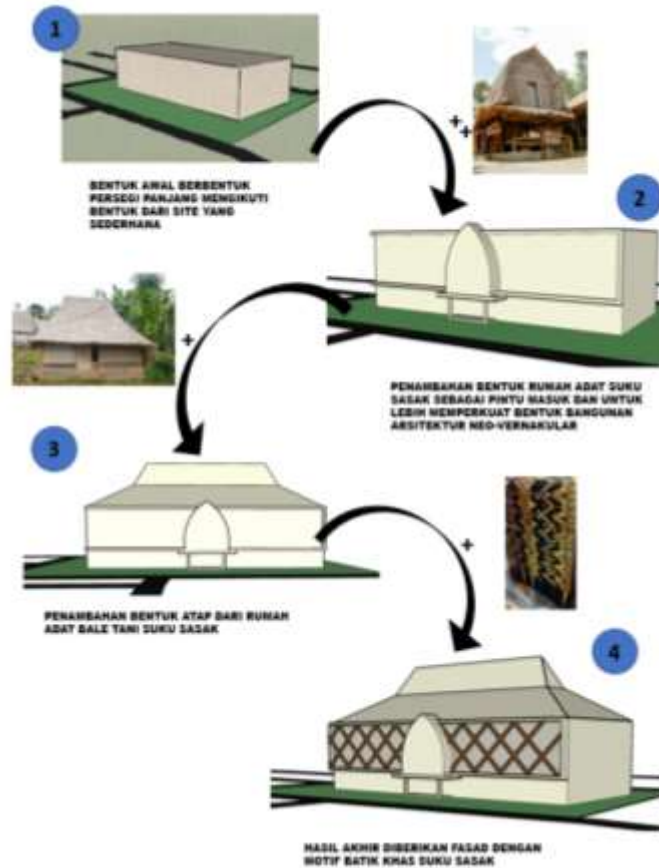 1
BENTUK AWAL BERBENTUK
PERSEGI PANJANG MENGIKUTI
BENTUK DARI SITE YANG
SEDERHANA
++
2
PENAMBAHAN BENTUK RUMAH ADAT SUKU
SASAK SEBAGAI PINTU MASUK DAN UNTUK
LEBIH MEMPERKUAT BENTUK BANGUNAN
ARSITEKTUR NEO-VERNAKULAR
+
3
PENAMBAHAN BENTUK ATAP DARI RUMAH
ADAT BALE TANI SUKU SASAK
+
4
HASIL AKHIR DIBERIKAN FASAD DENGAN
MOTIF BATIK KHAS SUKU SASAK